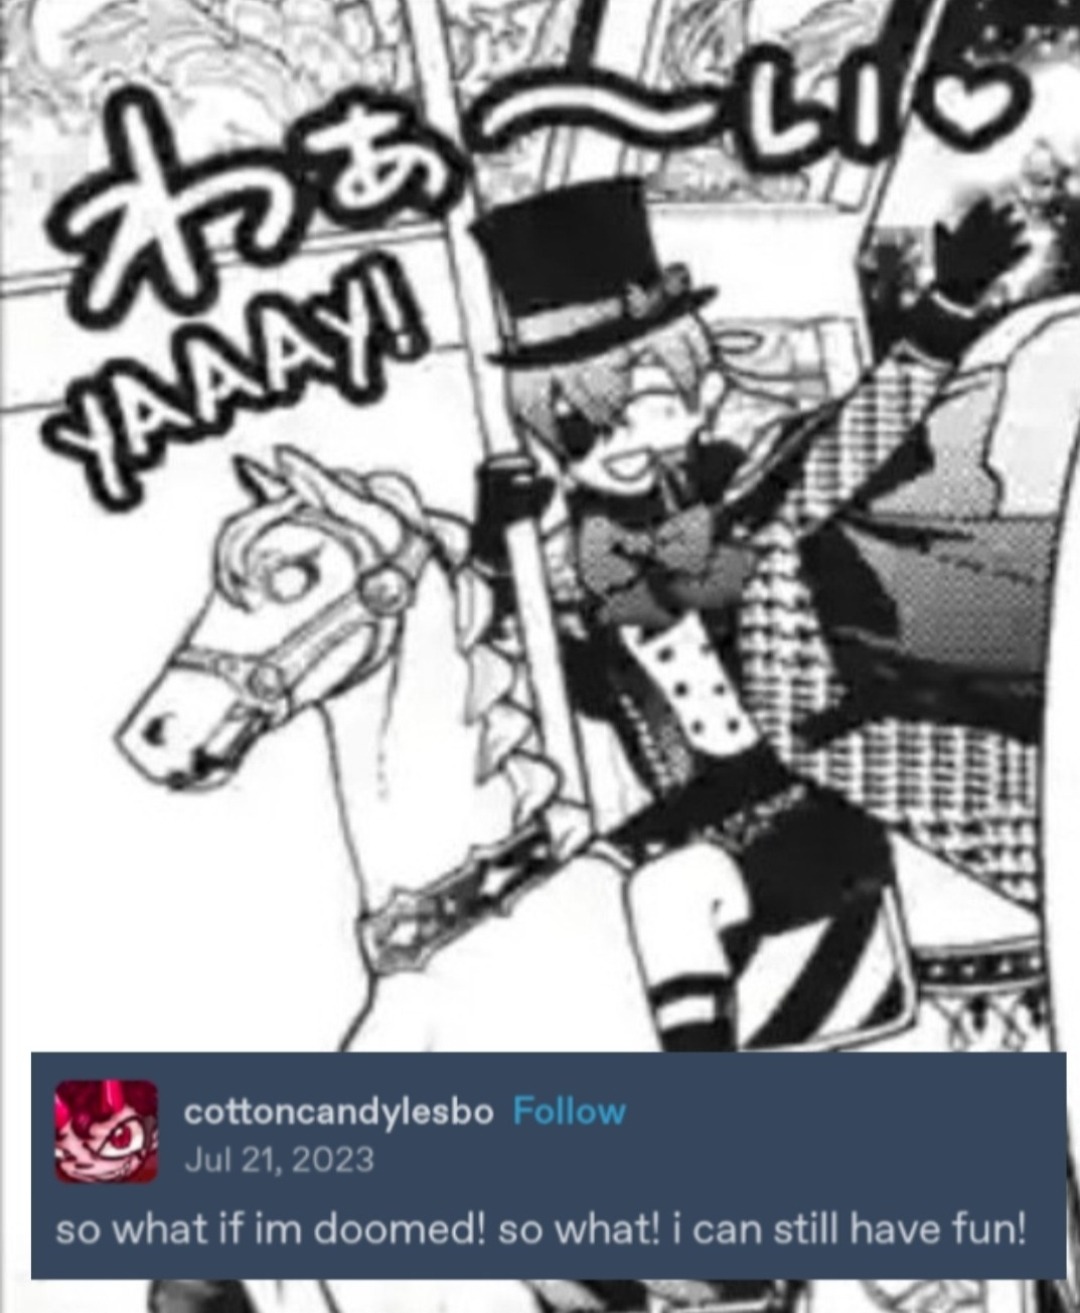 わぁ〜い♡
YAAAY!
cottoncandylesbo Follow
Jul 21, 2023
so what if im doomed! so what! i can still have fun!